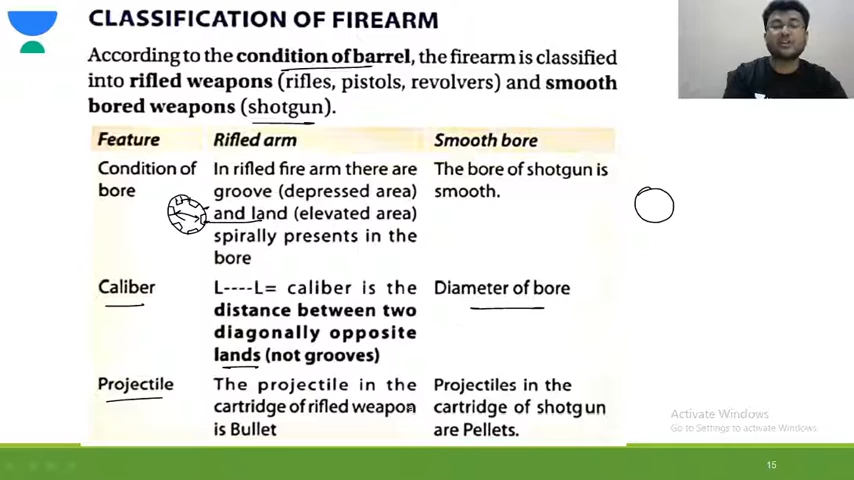 CLASSIFICATION OF FIREARM
According to the condition of barrel, the firearm is classified
into rifled weapons (rifles, pistols, revolvers) and smooth
bored weapons (shotgun).
Feature Rifled arm Smooth bore
Condition of
bore
In rifled fire arm there are
groove (depressed area)
and land (elevated area)
spirally presents in the
bore
The bore of shotgun is
smooth.
Caliber
L----L= caliber is the
distance between two
diagonally opposite
lands (not grooves)
Diameter of bore
Projectile
The projectile in the
cartridge of rifled weapon
is Bullet
Projectiles in the
cartridge of shotgun
are Pellets.
Activate Windows
Go to Settings to activate Windows.
15